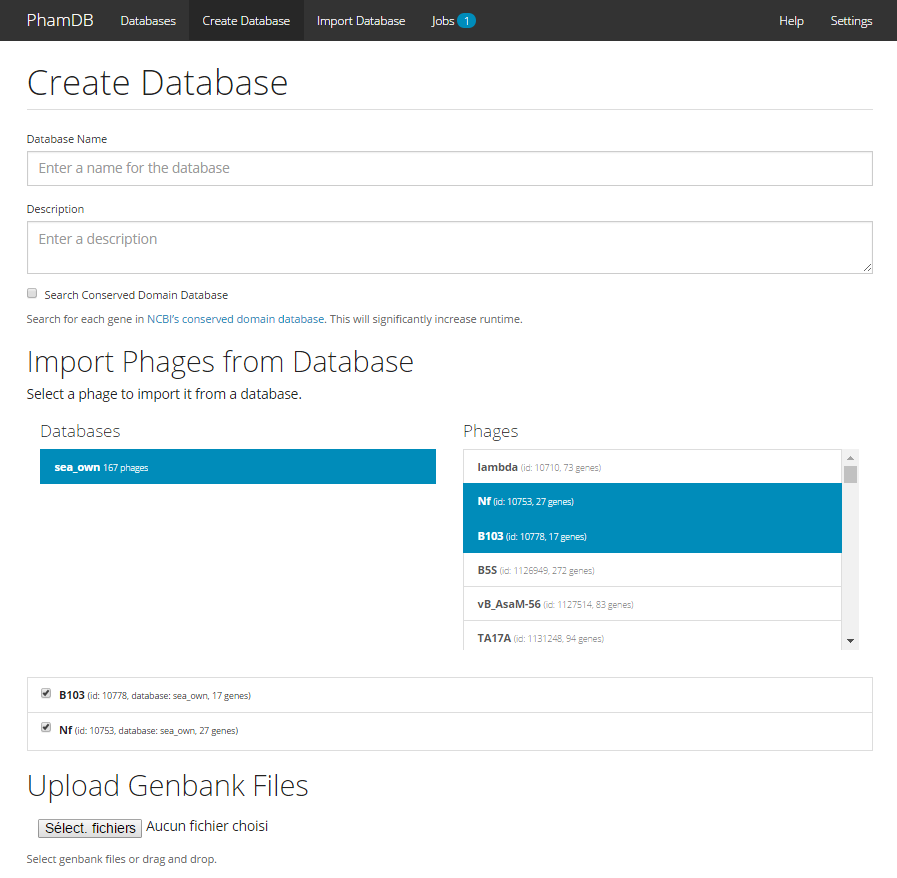 PhamDB Databases Create Database Import Database Jobs 1 Help Settings
Create Database
Database Name
Enter a name for the database
Description
Enter a description
Search Conserved Domain Database
Search for each gene in NCBI's conserved domain database. This will significantly increase runtime.
Import Phages from Database
Select a phage to import it from a database.
Databases
sea_own 167 phages
Phages
lambda (id: 10710, 73 genes)
Nf (id: 10753, 27 genes)
B103 (id: 10778, 17 genes)
B5S (id: 1126949, 272 genes)
vB_AsaM-56 (id: 1127514, 83 genes)
TA17A (id: 1131248, 94 genes)
B103 (id: 10778, database: sea_own, 17 genes)
Nf (id: 10753, database: sea_own, 27 genes)
Upload Genbank Files
Sélect. fichiers Aucun fichier choisi
Select genbank files or drag and drop.